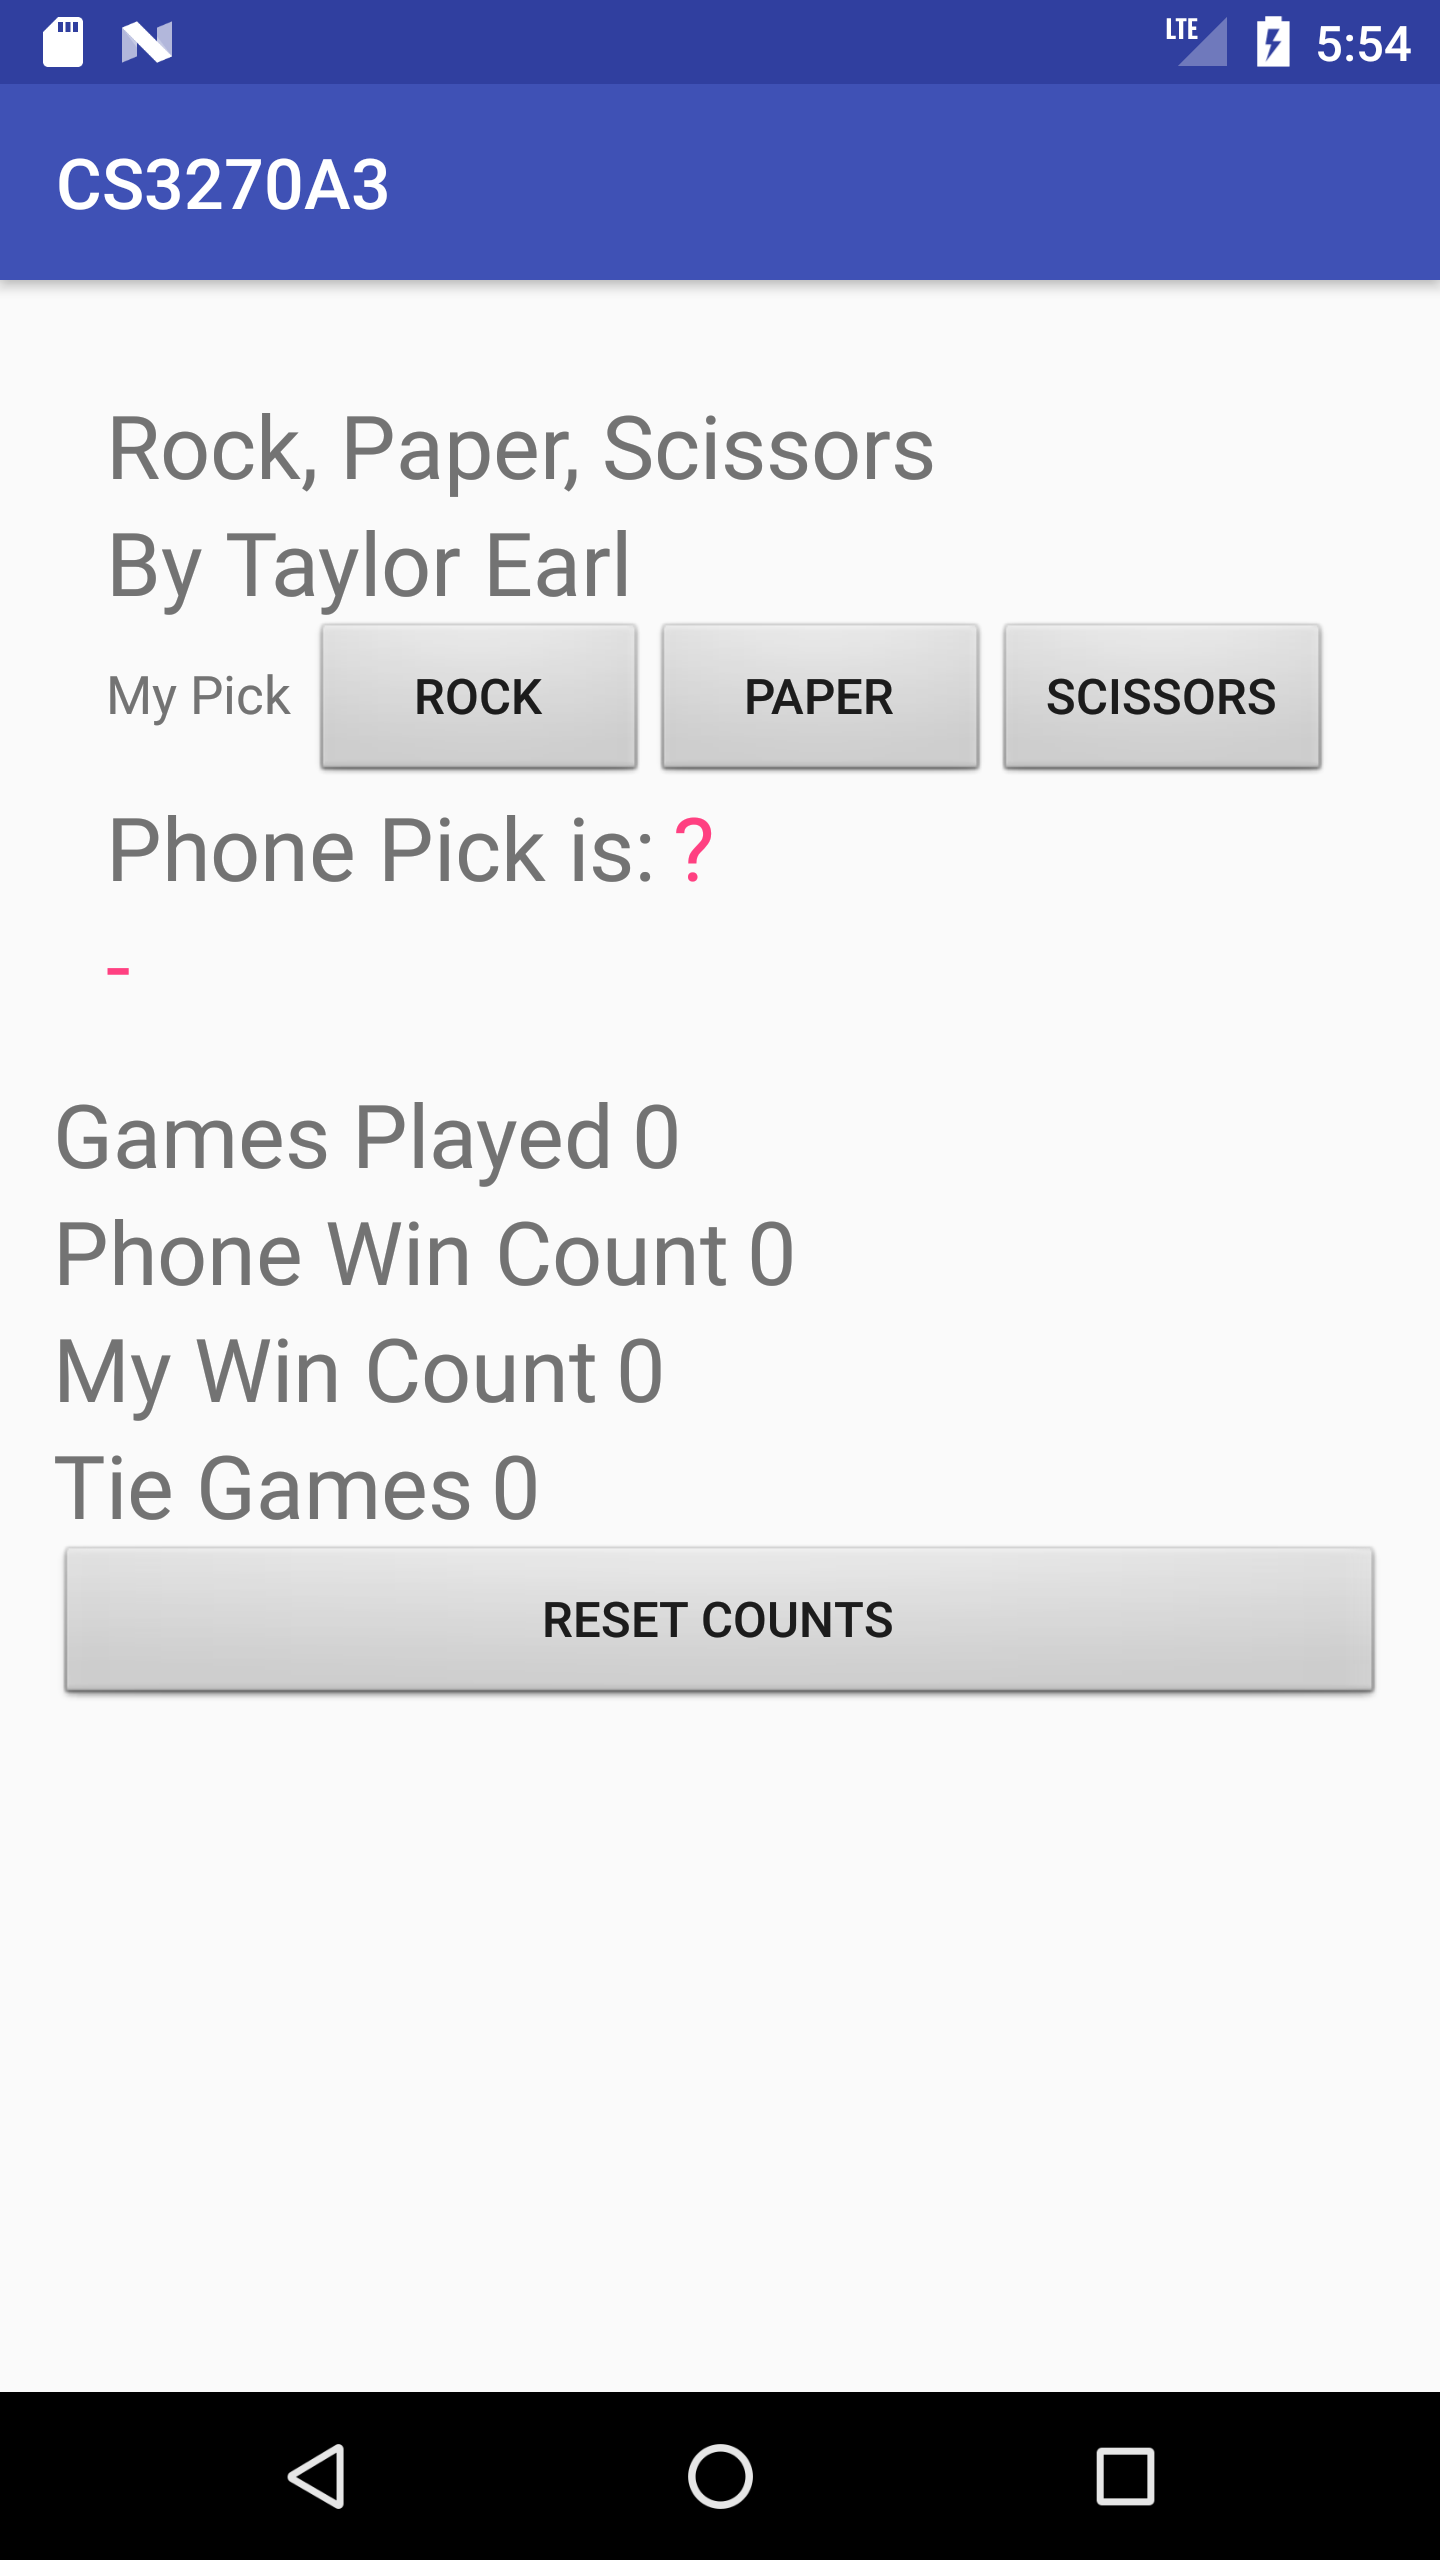 LTE 5:54
CS3270A3
Rock, Paper, Scissors
By Taylor Earl
My Pick ROCK PAPER SCISSORS
Phone Pick is: ?
-
Games Played 0
Phone Win Count 0
My Win Count 0
Tie Games 0
RESET COUNTS